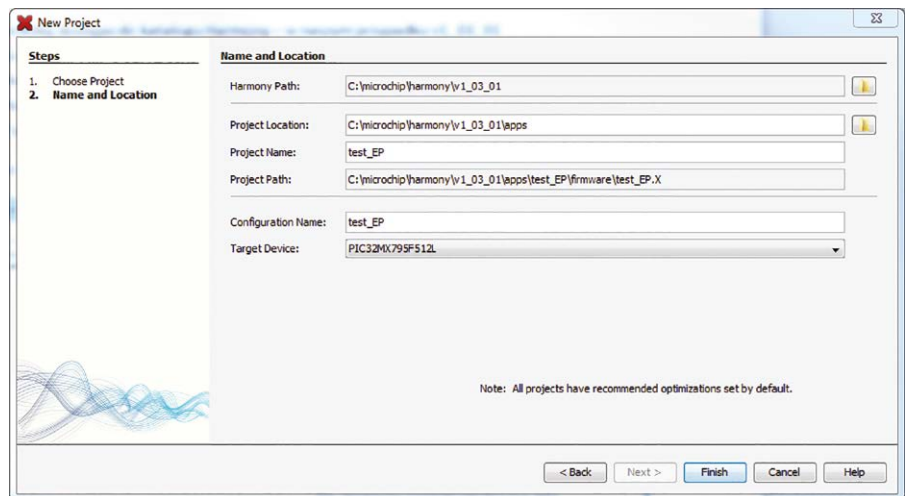 New Project
Steps
1. Choose Project
2. Name and Location
Name and Location
Harmony Path: C:\microchip\harmony\v1_03_01
Project Location: C:\microchip\harmony\v1_03_01\apps
Project Name: test_EP
Project Path: C:\microchip\harmony\v1_03_01\apps\test_EP\firmware\test_EP.X
Configuration Name: test_EP
Target Device: PIC32MX795F512L
Note: All projects have recommended optimizations set by default.
< Back Next > Finish Cancel Help